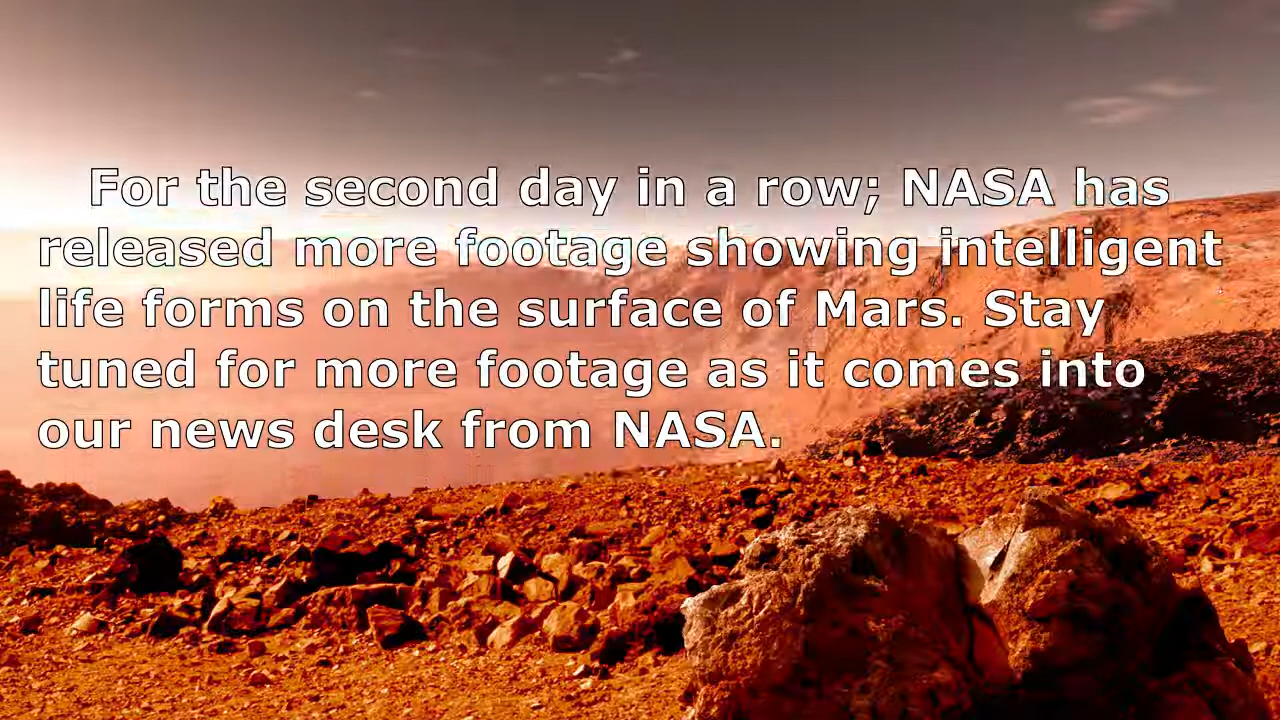 For the second day in a row; NASA has
released more footage showing intelligent
life forms on the surface of Mars. Stay
tuned for more footage as it comes into
our news desk from NASA.